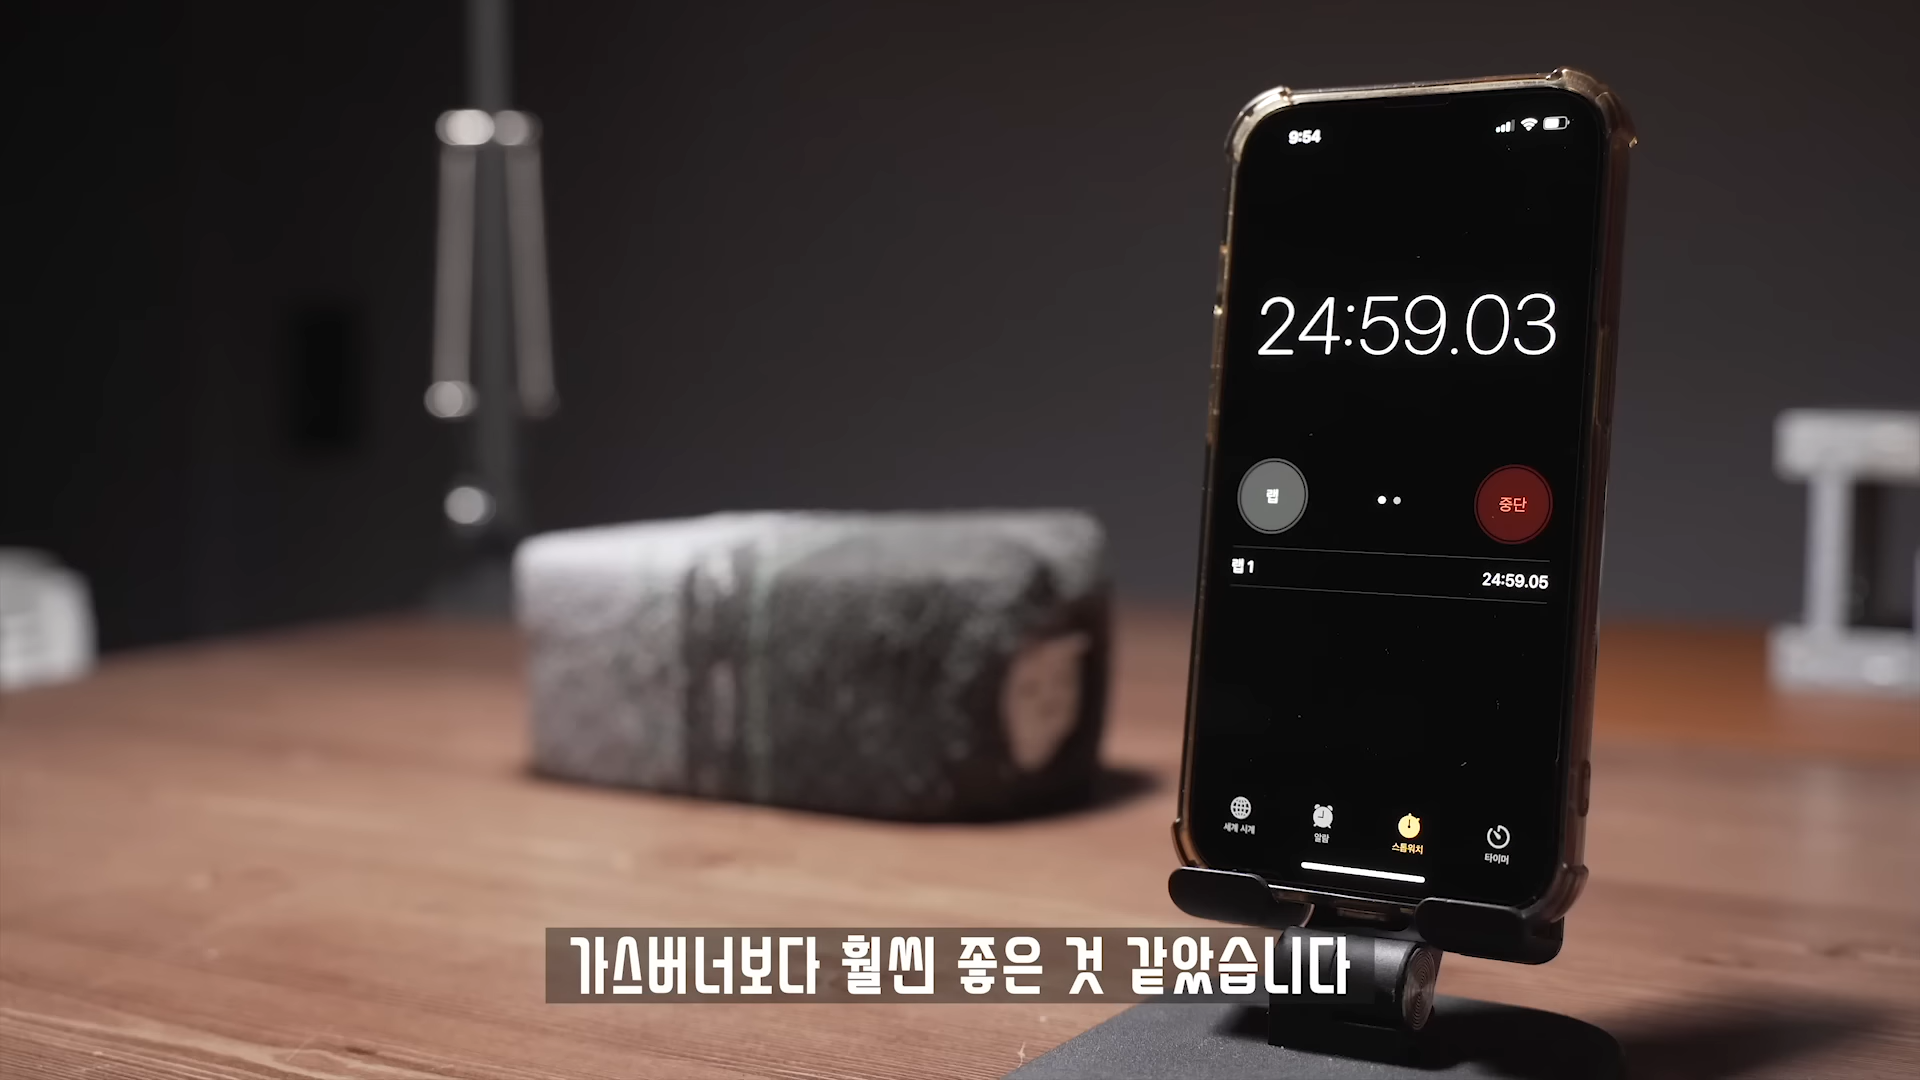 9:54
24:59.03
랩
중단
랩 1
24:59.05
세계 시계
알람
스톱워치
타이머
가스버너보다 훨씬 좋은 것 같았습니다